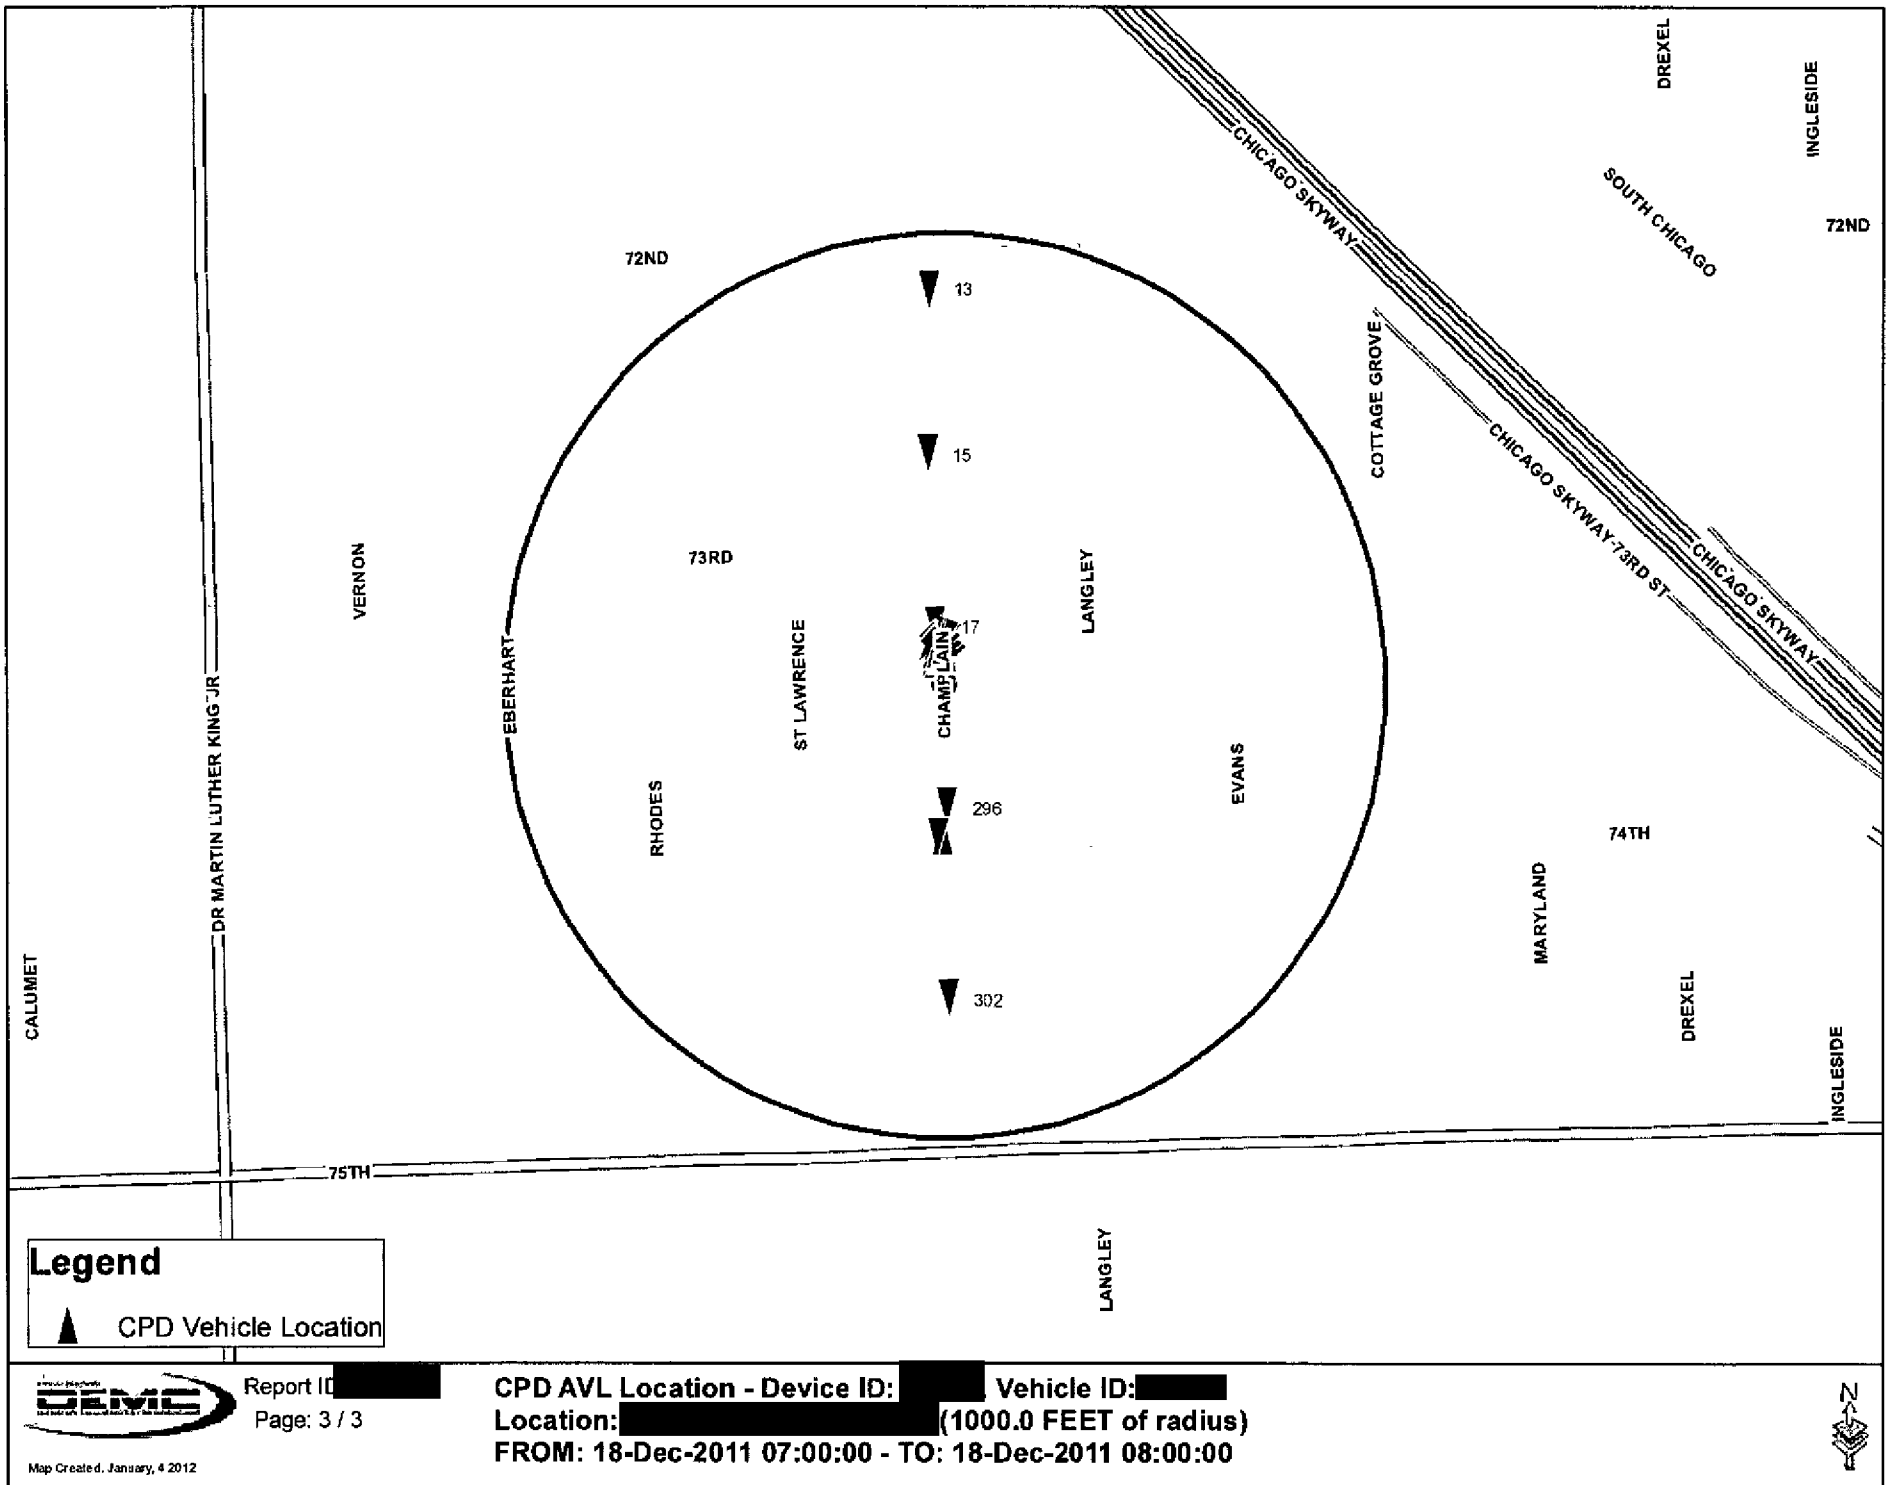 DREXEL
INGLESIDE
CHICAGO SKYWAY
SOUTH CHICAGO
72ND
72ND
13
COTTAGE GROVE
15
CHICAGO SKYWAY-73RD ST
CHICAGO SKYWAY
VERNON
73RD
LANGLEY
17
EBERHART
ST LAWRENCE
CHAMPLAIN
DR MARTIN LUTHER KING JR
RHODES
EVANS
296
74TH
MARYLAND
CALUMET
302
DREXEL
INGLESIDE
75TH
LANGLEY
Legend
CPD Vehicle Location
OEMC
Report ID
Page: 3 / 3
Map Created. January, 4 2012
CPD AVL Location - Device ID: Vehicle ID:
Location: (1000.0 FEET of radius)
FROM: 18-Dec-2011 07:00:00 - TO: 18-Dec-2011 08:00:00
N